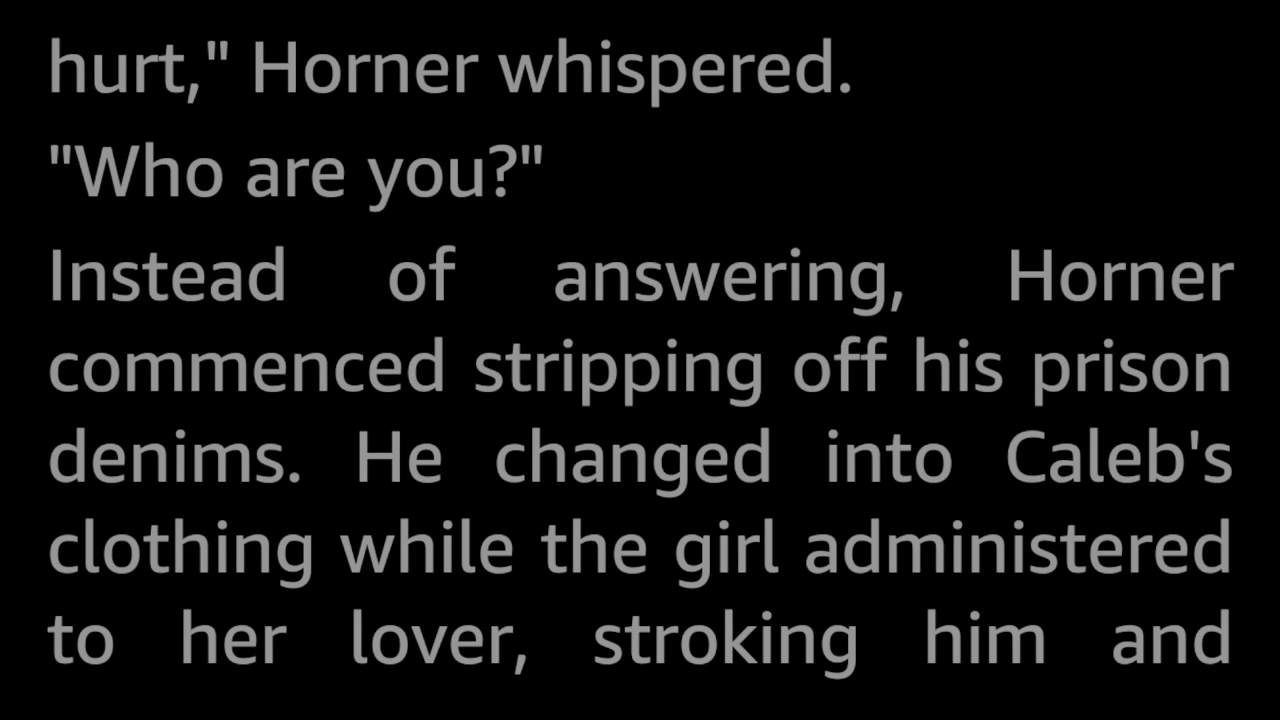 hurt," Horner whispered.
"Who are you?"
Instead of answering, Horner
commenced stripping off his prison
denims. He changed into Caleb's
clothing while the girl administered
to her lover, stroking him and